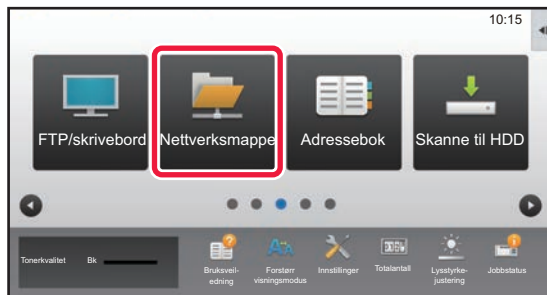 10:15
FTP/skrivebord Nettverksmappe Adressebok Skanne til HDD
Tonerkvalitet Bk
Bruksveil-
edning
Forstørr
visningsmodus
Innstillinger
Totalantall
Lysstyrke-
justering
Jobbstatus